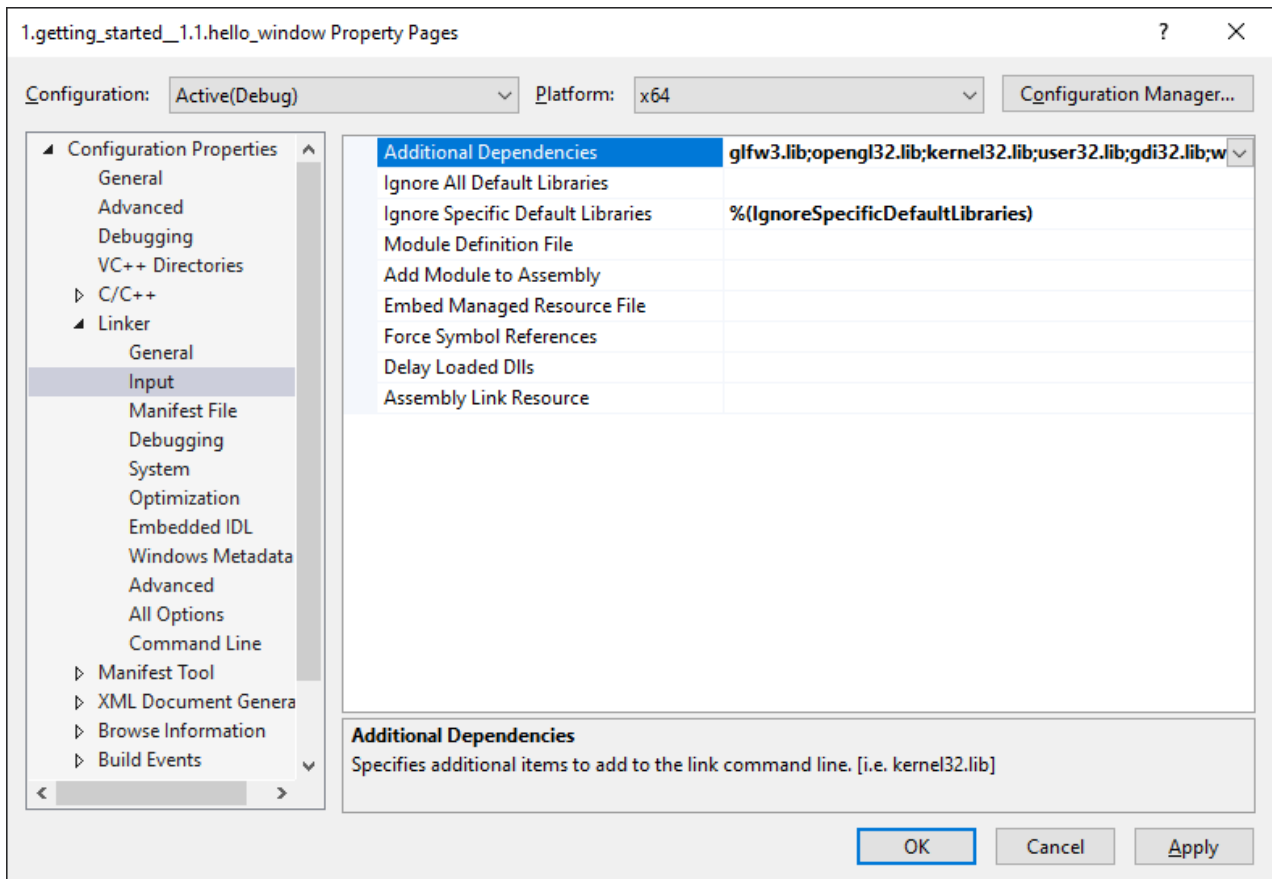 1.getting_started__1.1.hello_window Property Pages
?
Configuration: Active(Debug) Platform: x64 Configuration Manager...
Configuration Properties
General
Advanced
Debugging
VC++ Directories
C/C++
Linker
General
Input
Manifest File
Debugging
System
Optimization
Embedded IDL
Windows Metadata
Advanced
All Options
Command Line
Manifest Tool
XML Document Genera
Browse Information
Build Events
Additional Dependencies glfw3.lib;opengl32.lib;kernel32.lib;user32.lib;gdi32.lib;w
Ignore All Default Libraries
Ignore Specific Default Libraries %(IgnoreSpecificDefaultLibraries)
Module Definition File
Add Module to Assembly
Embed Managed Resource File
Force Symbol References
Delay Loaded Dlls
Assembly Link Resource
Additional Dependencies
Specifies additional items to add to the link command line. [i.e. kernel32.lib]
OK Cancel Apply